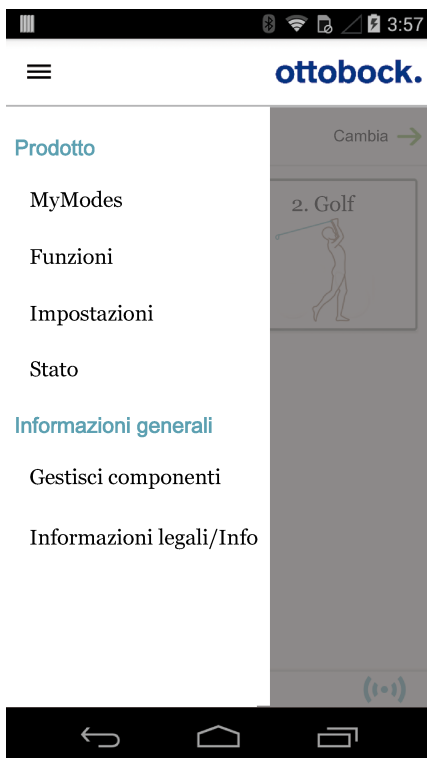 3:57
ottobock.
Prodotto
Cambia
MyModes
2. Golf
Funzioni
Impostazioni
Stato
Informazioni generali
Gestisci componenti
Informazioni legali/Info